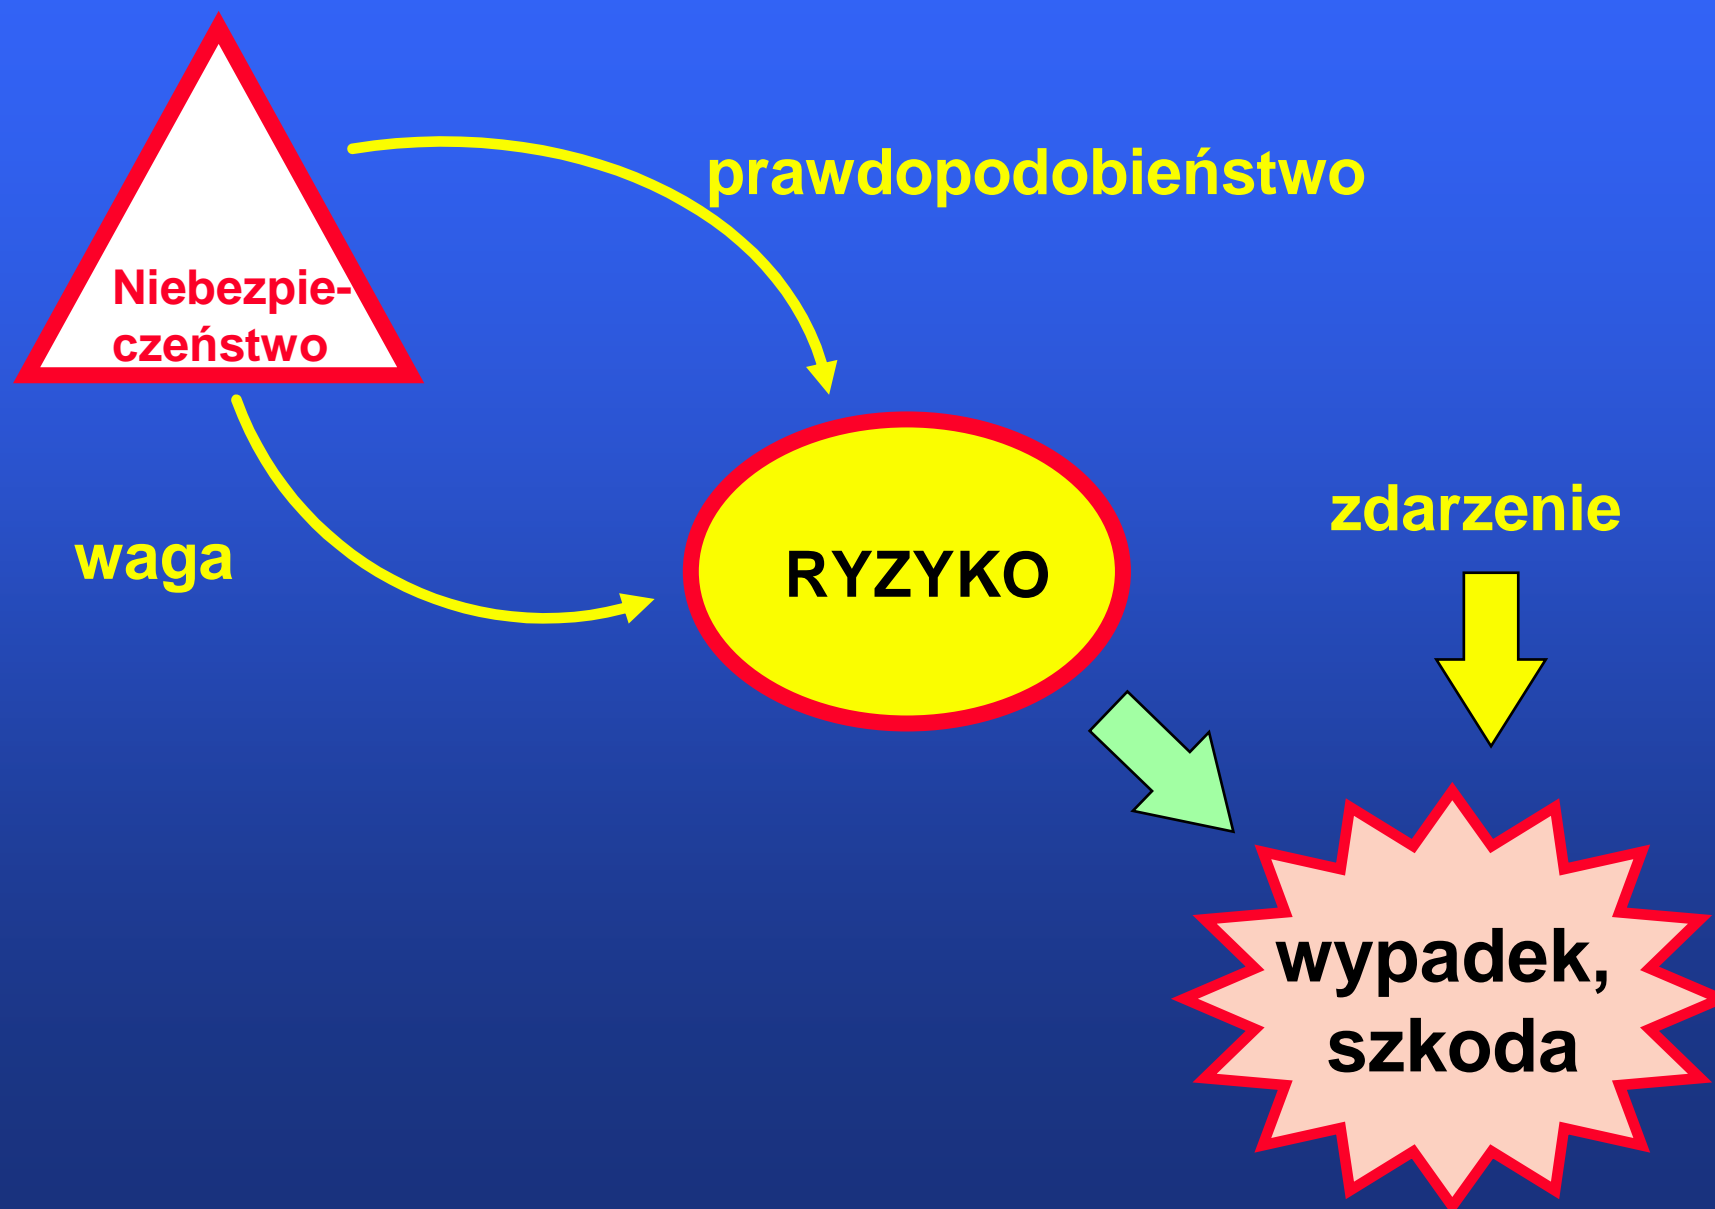 prawdopodobieństwo
Niebezpie-
czeństwo
zdarzenie
waga
RYZYKO
wypadek,
szkoda